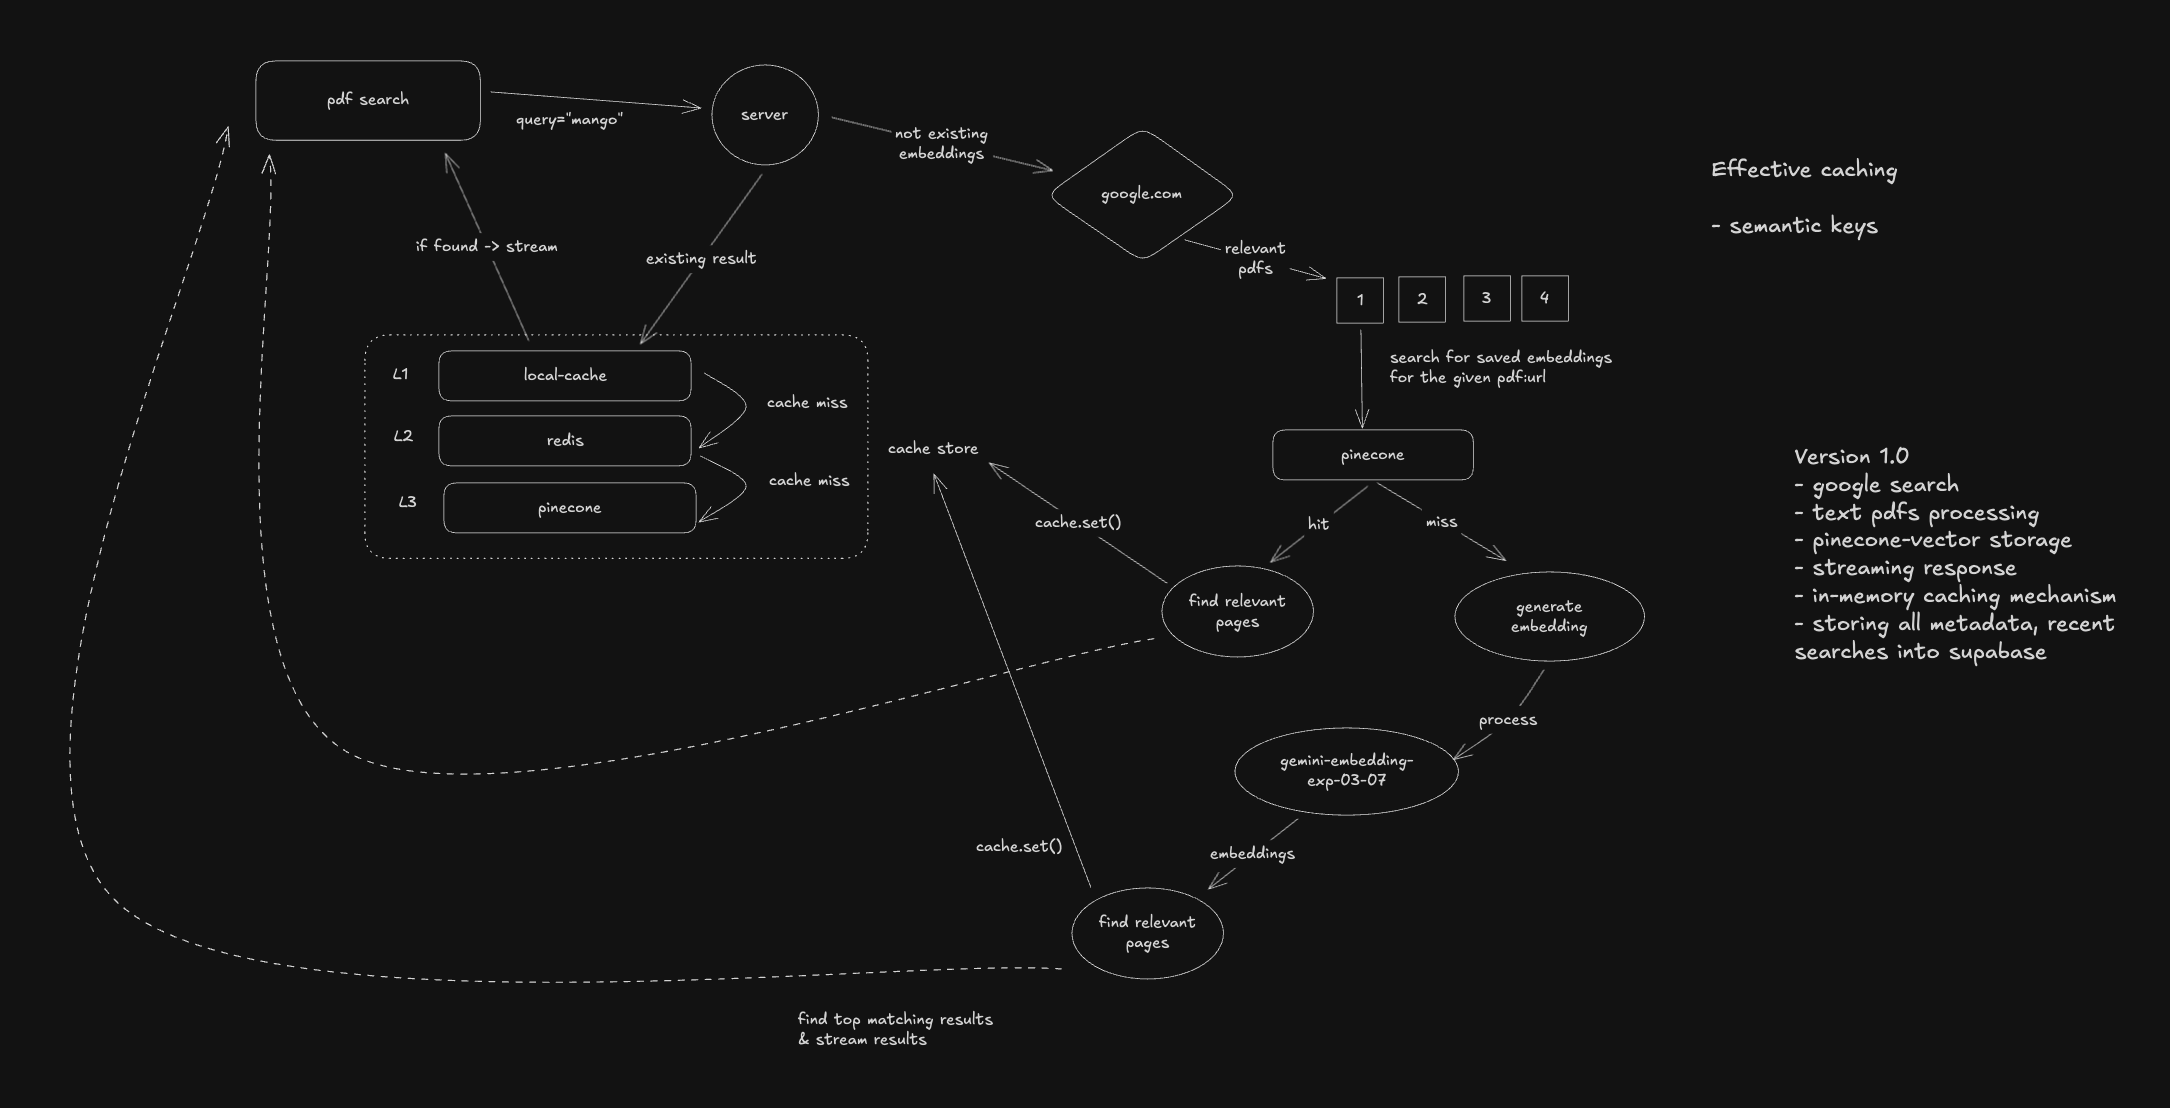 pdf search
query="mango"
server
not existing
embeddings
google.com
relevant
pdfs
1
2
3
4
Effective caching
- semantic keys
if found -> stream
existing result
L1
local-cache
cache miss
L2
redis
cache miss
L3
pinecone
cache store
search for saved embeddings
for the given pdf:url
pinecone
hit
miss
cache.set()
find relevant
pages
generate
embedding
process
gemini-embedding-
exp-03-07
embeddings
cache.set()
find relevant
pages
find top matching results
& stream results
Version 1.0
- google search
- text pdfs processing
- pinecone-vector storage
- streaming response
- in-memory caching mechanism
- storing all metadata, recent
searches into supabase